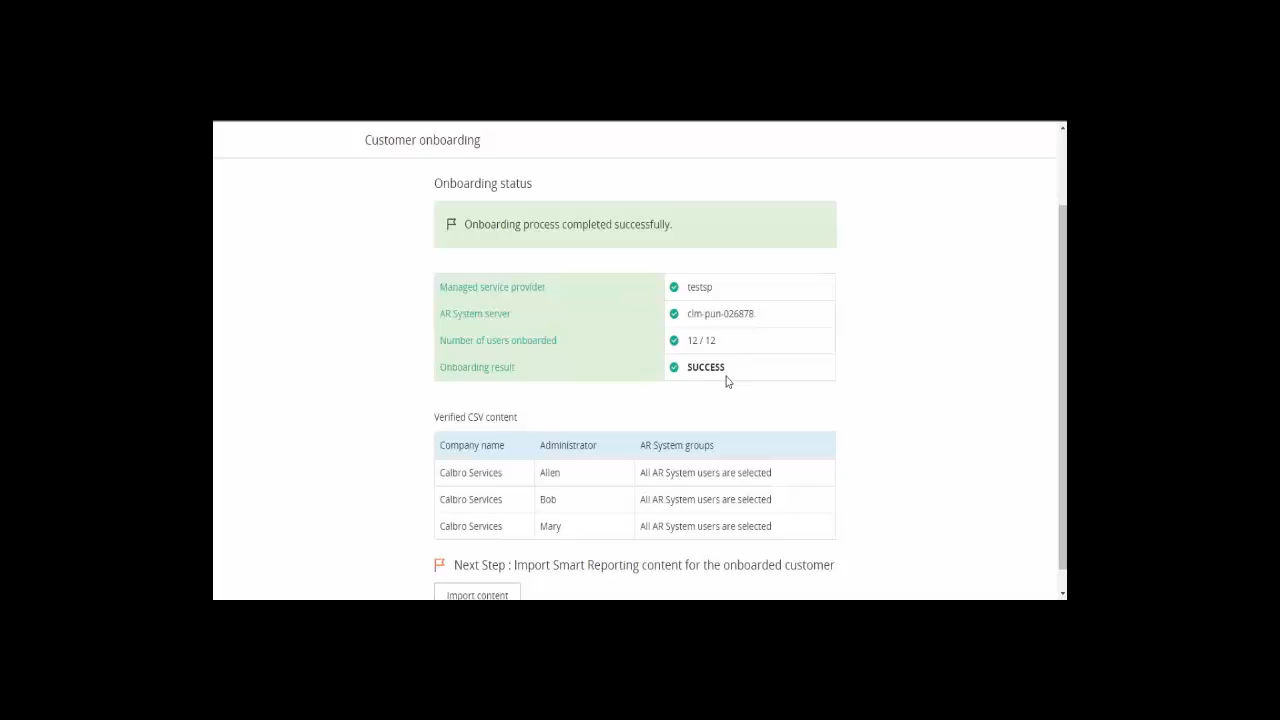 Customer onboarding
Onboarding status
Onboarding process completed successfully.
Managed service provider testsp
AR System server clm-pun-026878
Number of users onboarded 12 / 12
Onboarding result SUCCESS
Verified CSV content
Company name Administrator AR System groups
Calbro Services Allen All AR System users are selected
Calbro Services Bob All AR System users are selected
Calbro Services Mary All AR System users are selected
Next Step : Import Smart Reporting content for the onboarded customer
Import content